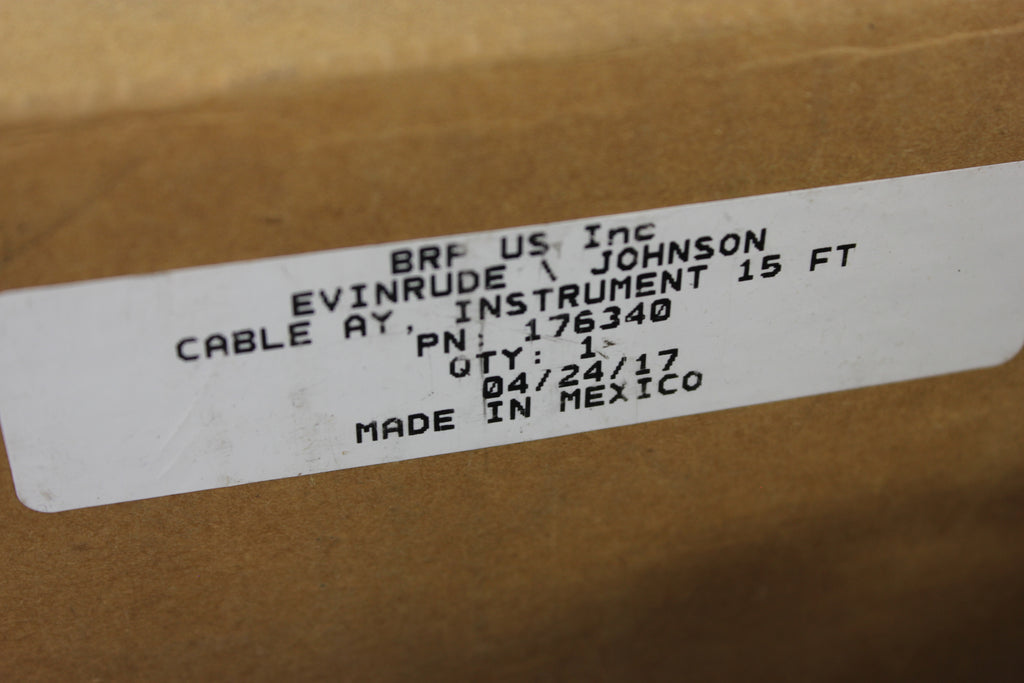 BRP US Inc
EVINRUDE \ JOHNSON
CABLE AY, INSTRUMENT 15 FT
PN: 176340
QTY: 1
04/24/17
MADE IN MEXICO